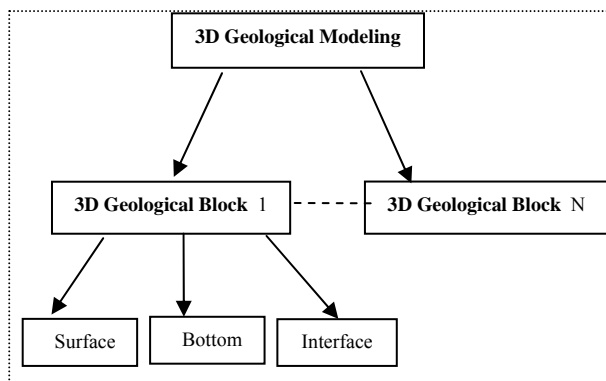 3D Geological Modeling
3D Geological Block 1
3D Geological Block N
Surface
Bottom
Interface